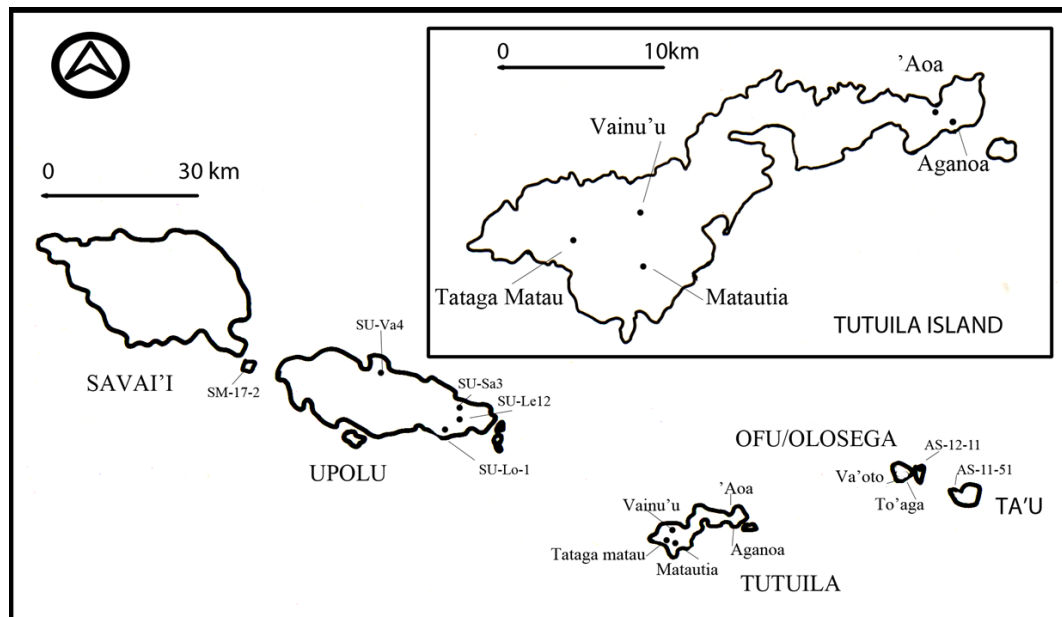 0 10km
'Aoa
Vainu'u
Aganoa
Tataga Matau
Matautia
TUTUILA ISLAND
0 30 km
SU-Va4
SAVAI'I
SM-17-2
SU-Sa3
SU-Le12
UPOLU
SU-Lo-1
OFU/OLOSEGA
AS-12-11
Va'oto
AS-11-51
To'aga
TA'U
'Aoa
Vainu'u
Tataga matau
Aganoa
Matautia
TUTUILA